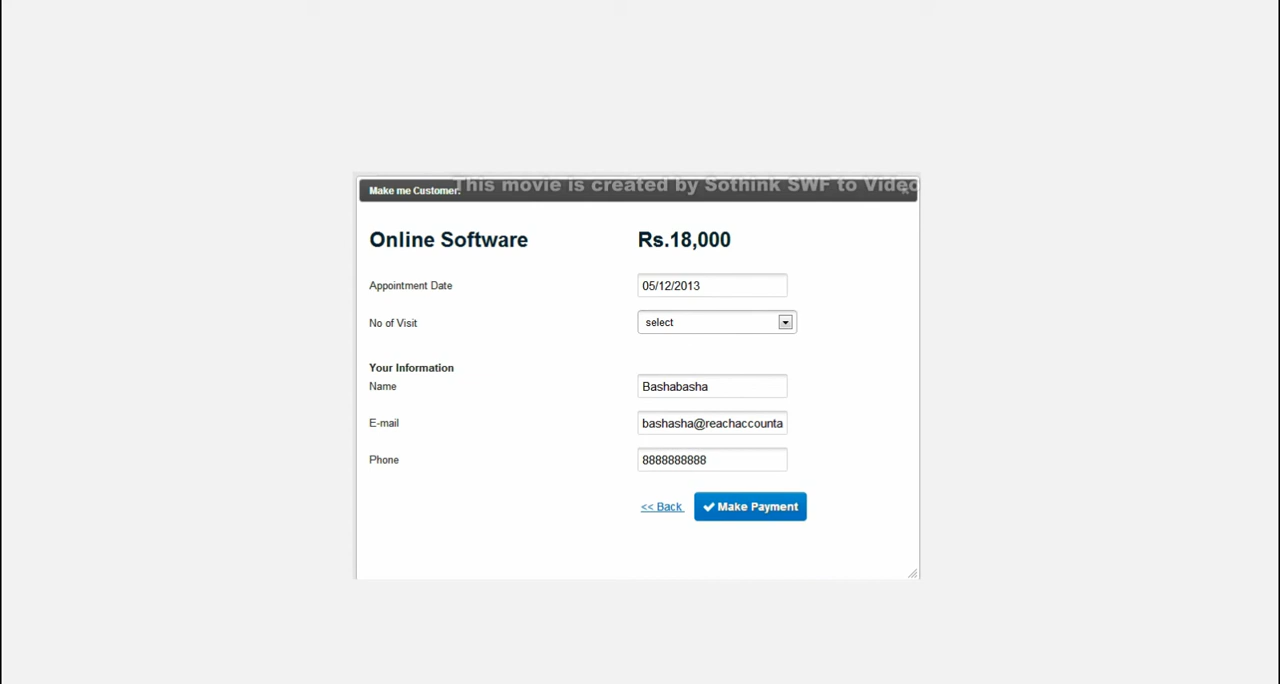 This movie is created by Sothink SWF to Video
Make me Customer:
Online Software Rs.18,000
Appointment Date 05/12/2013
No of Visit select
Your Information
Name Bashabasha
E-mail bashasha@reachaccounta
Phone 8888888888
<< Back Make Payment